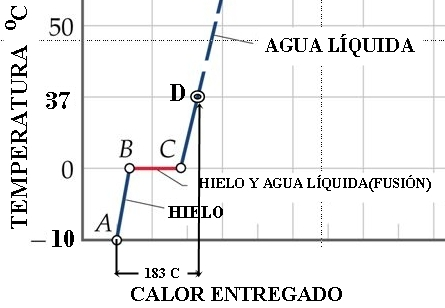 TEMPERATURA °C
50
37
0
−10
AGUA LÍQUIDA
D
B
C
HIELO Y AGUA LÍQUIDA(FUSIÓN)
HIELO
A
183 C
CALOR ENTREGADO